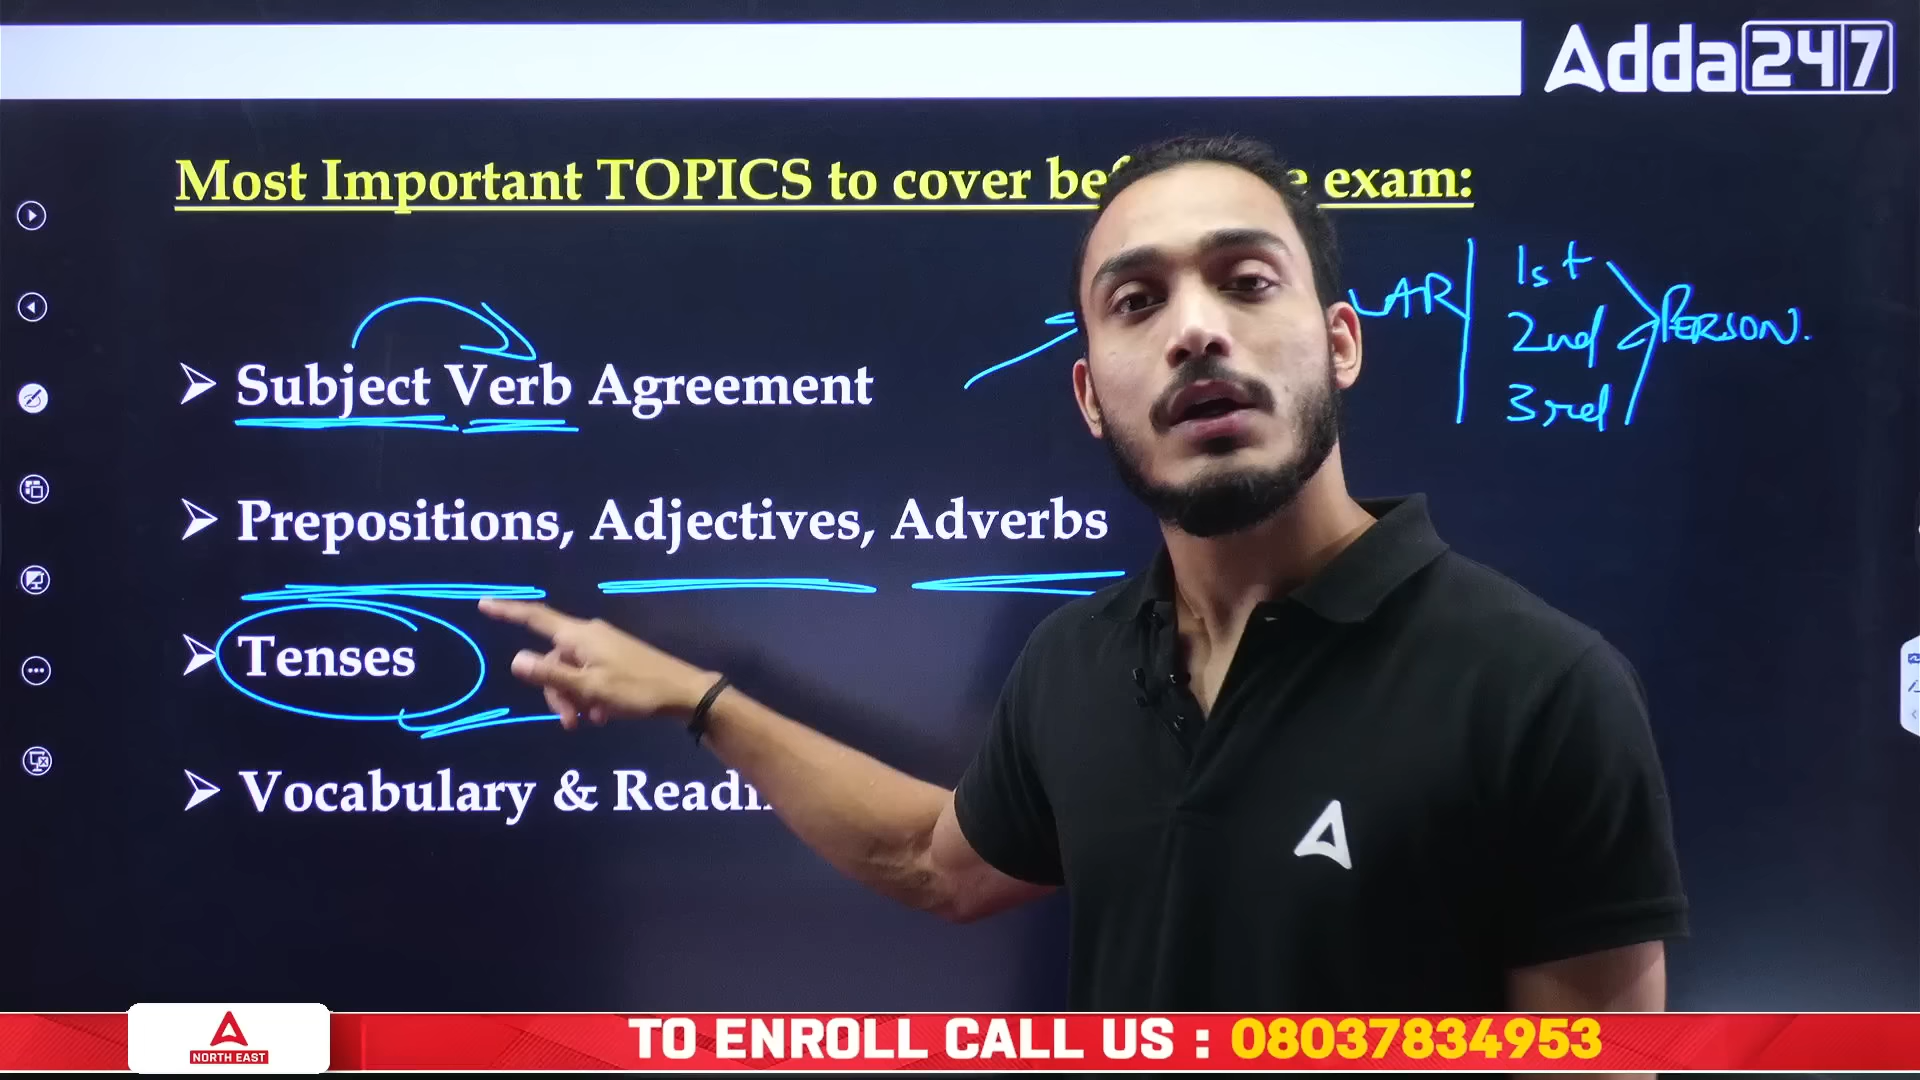 Adda247
Most Important TOPICS to cover be exam:
LAR
1st
2nd
3rd
PERSON.
Subject Verb Agreement
Prepositions, Adjectives, Adverbs
Tenses
Vocabulary &
NORTH EAST
TO ENROLL CALL US : 08037834953